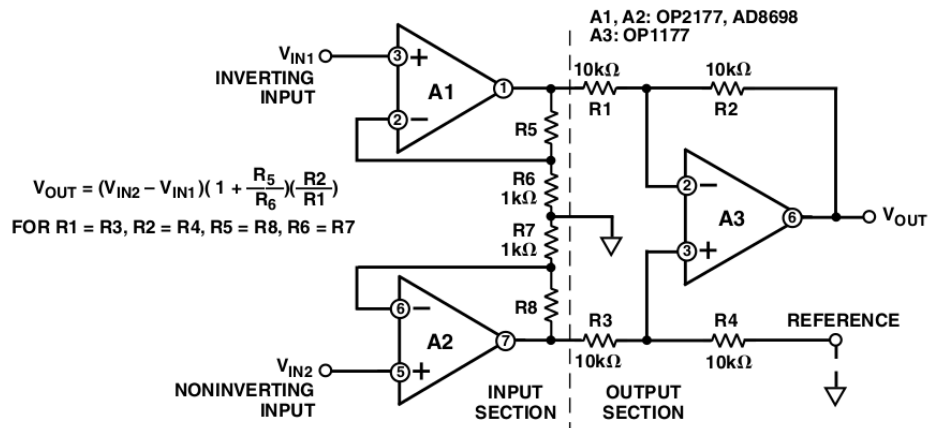 A1, A2: OP2177, AD8698
A3: OP1177
V_IN1
INVERTING
INPUT
3
+
A1
1
2
−
R5
10kΩ
R1
10kΩ
R2
V_OUT = (V_IN2 – V_IN1)( 1 + R_5/R_6)(R2/R1)
FOR R1 = R3, R2 = R4, R5 = R8, R6 = R7
R6
1kΩ
R7
1kΩ
2
−
A3
6
V_OUT
3
+
6
−
A2
7
R8
R3
10kΩ
R4
10kΩ
REFERENCE
V_IN2
5
+
NONINVERTING
INPUT
INPUT
SECTION
OUTPUT
SECTION